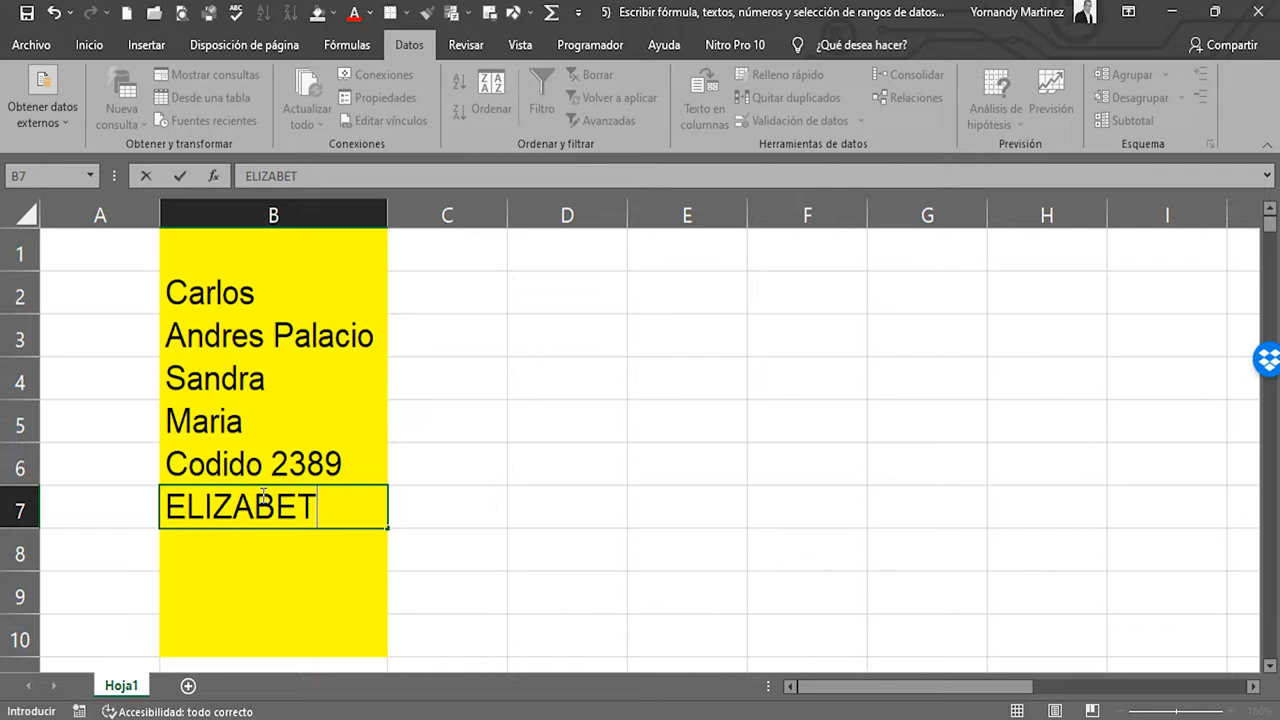 5) Escribir fórmula, textos, números y selección de rangos de datos...
Yornandy Martinez
Archivo
Inicio
Insertar
Disposición de página
Fórmulas
Datos
Revisar
Vista
Programador
Ayuda
Nitro Pro 10
¿Qué desea hacer?
Compartir
Obtener datos
externos
Nueva
consulta
Mostrar consultas
Desde una tabla
Fuentes recientes
Obtener y transformar
Actualizar
todo
Conexiones
Propiedades
Editar vínculos
Conexiones
Ordenar
Filtro
Borrar
Volver a aplicar
Avanzadas
Ordenar y filtrar
Texto en
columnas
Relleno rápido
Quitar duplicados
Validación de datos
Consolidar
Relaciones
Herramientas de datos
Análisis de
hipótesis
Previsión
Previsión
Agrupar
Desagrupar
Subtotal
Esquema
B7
fx
ELIZABET
A B C D E F G H I
1
2 Carlos
3 Andres Palacio
4 Sandra
5 Maria
6 Codido 2389
7 ELIZABET
8
9
10
Hoja1
Introducir
Accesibilidad: todo correcto
160%